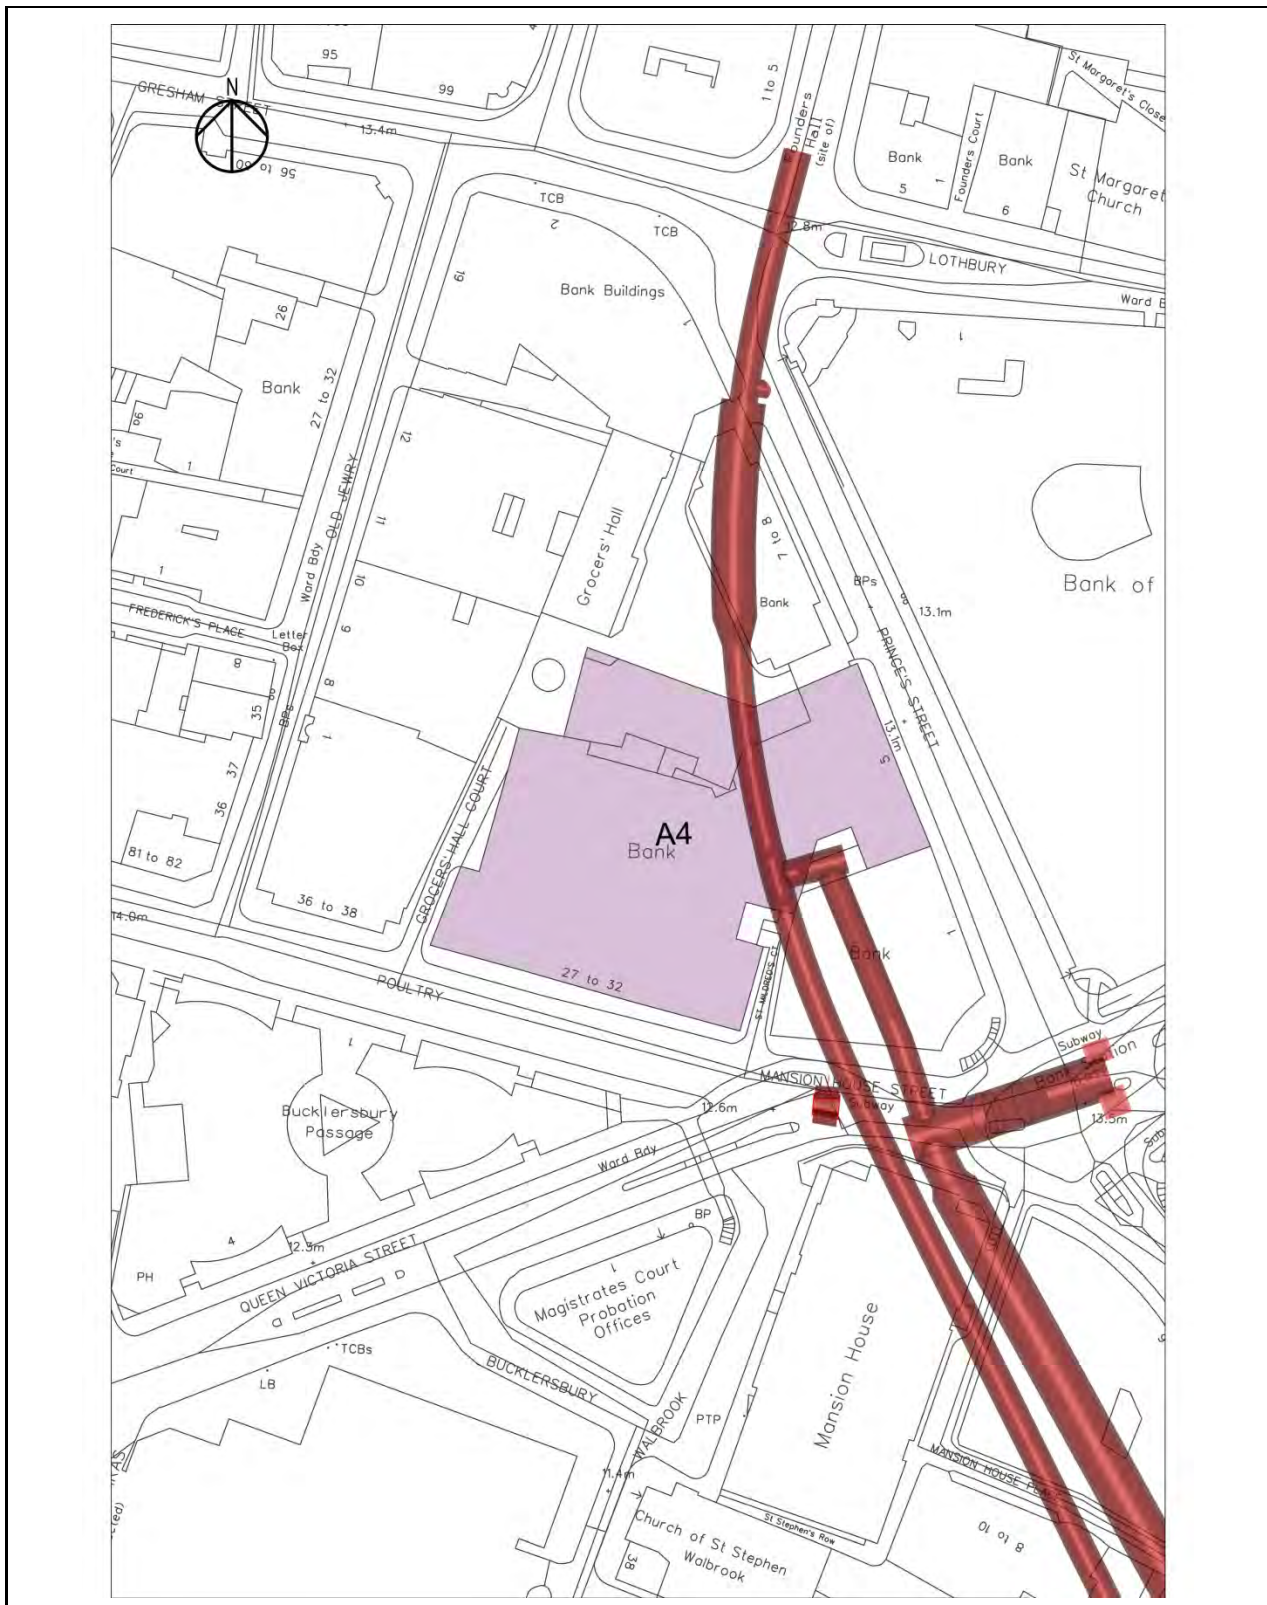 95
99
1 to 5
Founders
Hall
(site of)
St Margaret's Close
GRESHAM STREET
N
13.4m
56 to 60
Bank
5
1
Founders Court
Bank
6
St Margaret
Church
TCB
2
TCB
12.8m
LOTHBURY
19
Bank Buildings
1
26
1
Bank
27 to 32
Court
1
12
OLD JEWRY
Ward Bdy
11
10
9
8
Grocers' Hall
7 to 8
Bank
BPs
13.1m
Bank of
PRINCE'S STREET
1
FREDERICK'S PLACE
Letter
Box
8
35
BPs
37
36
1
13.1m
5
GROCERS' HALL COURT
A4
Bank
81 to 82
36 to 38
14.0m
POULTRY
27 to 32
ST MILDRED'S CT
Bank
1
Subway
Bank Station
MANSION HOUSE STREET
Subway
12.6m
13.5m
1
Bucklersbury
Passage
Ward Bdy
BP
4
12.3m
PH
QUEEN VICTORIA STREET
1
Magistrates Court
Probation
Offices
TCBs
LB
BUCKLERSBURY
WALBROOK
PTP
Mansion House
11.4m
St Stephen's Row
Church of St Stephen
Walbrook
38
8 to 10